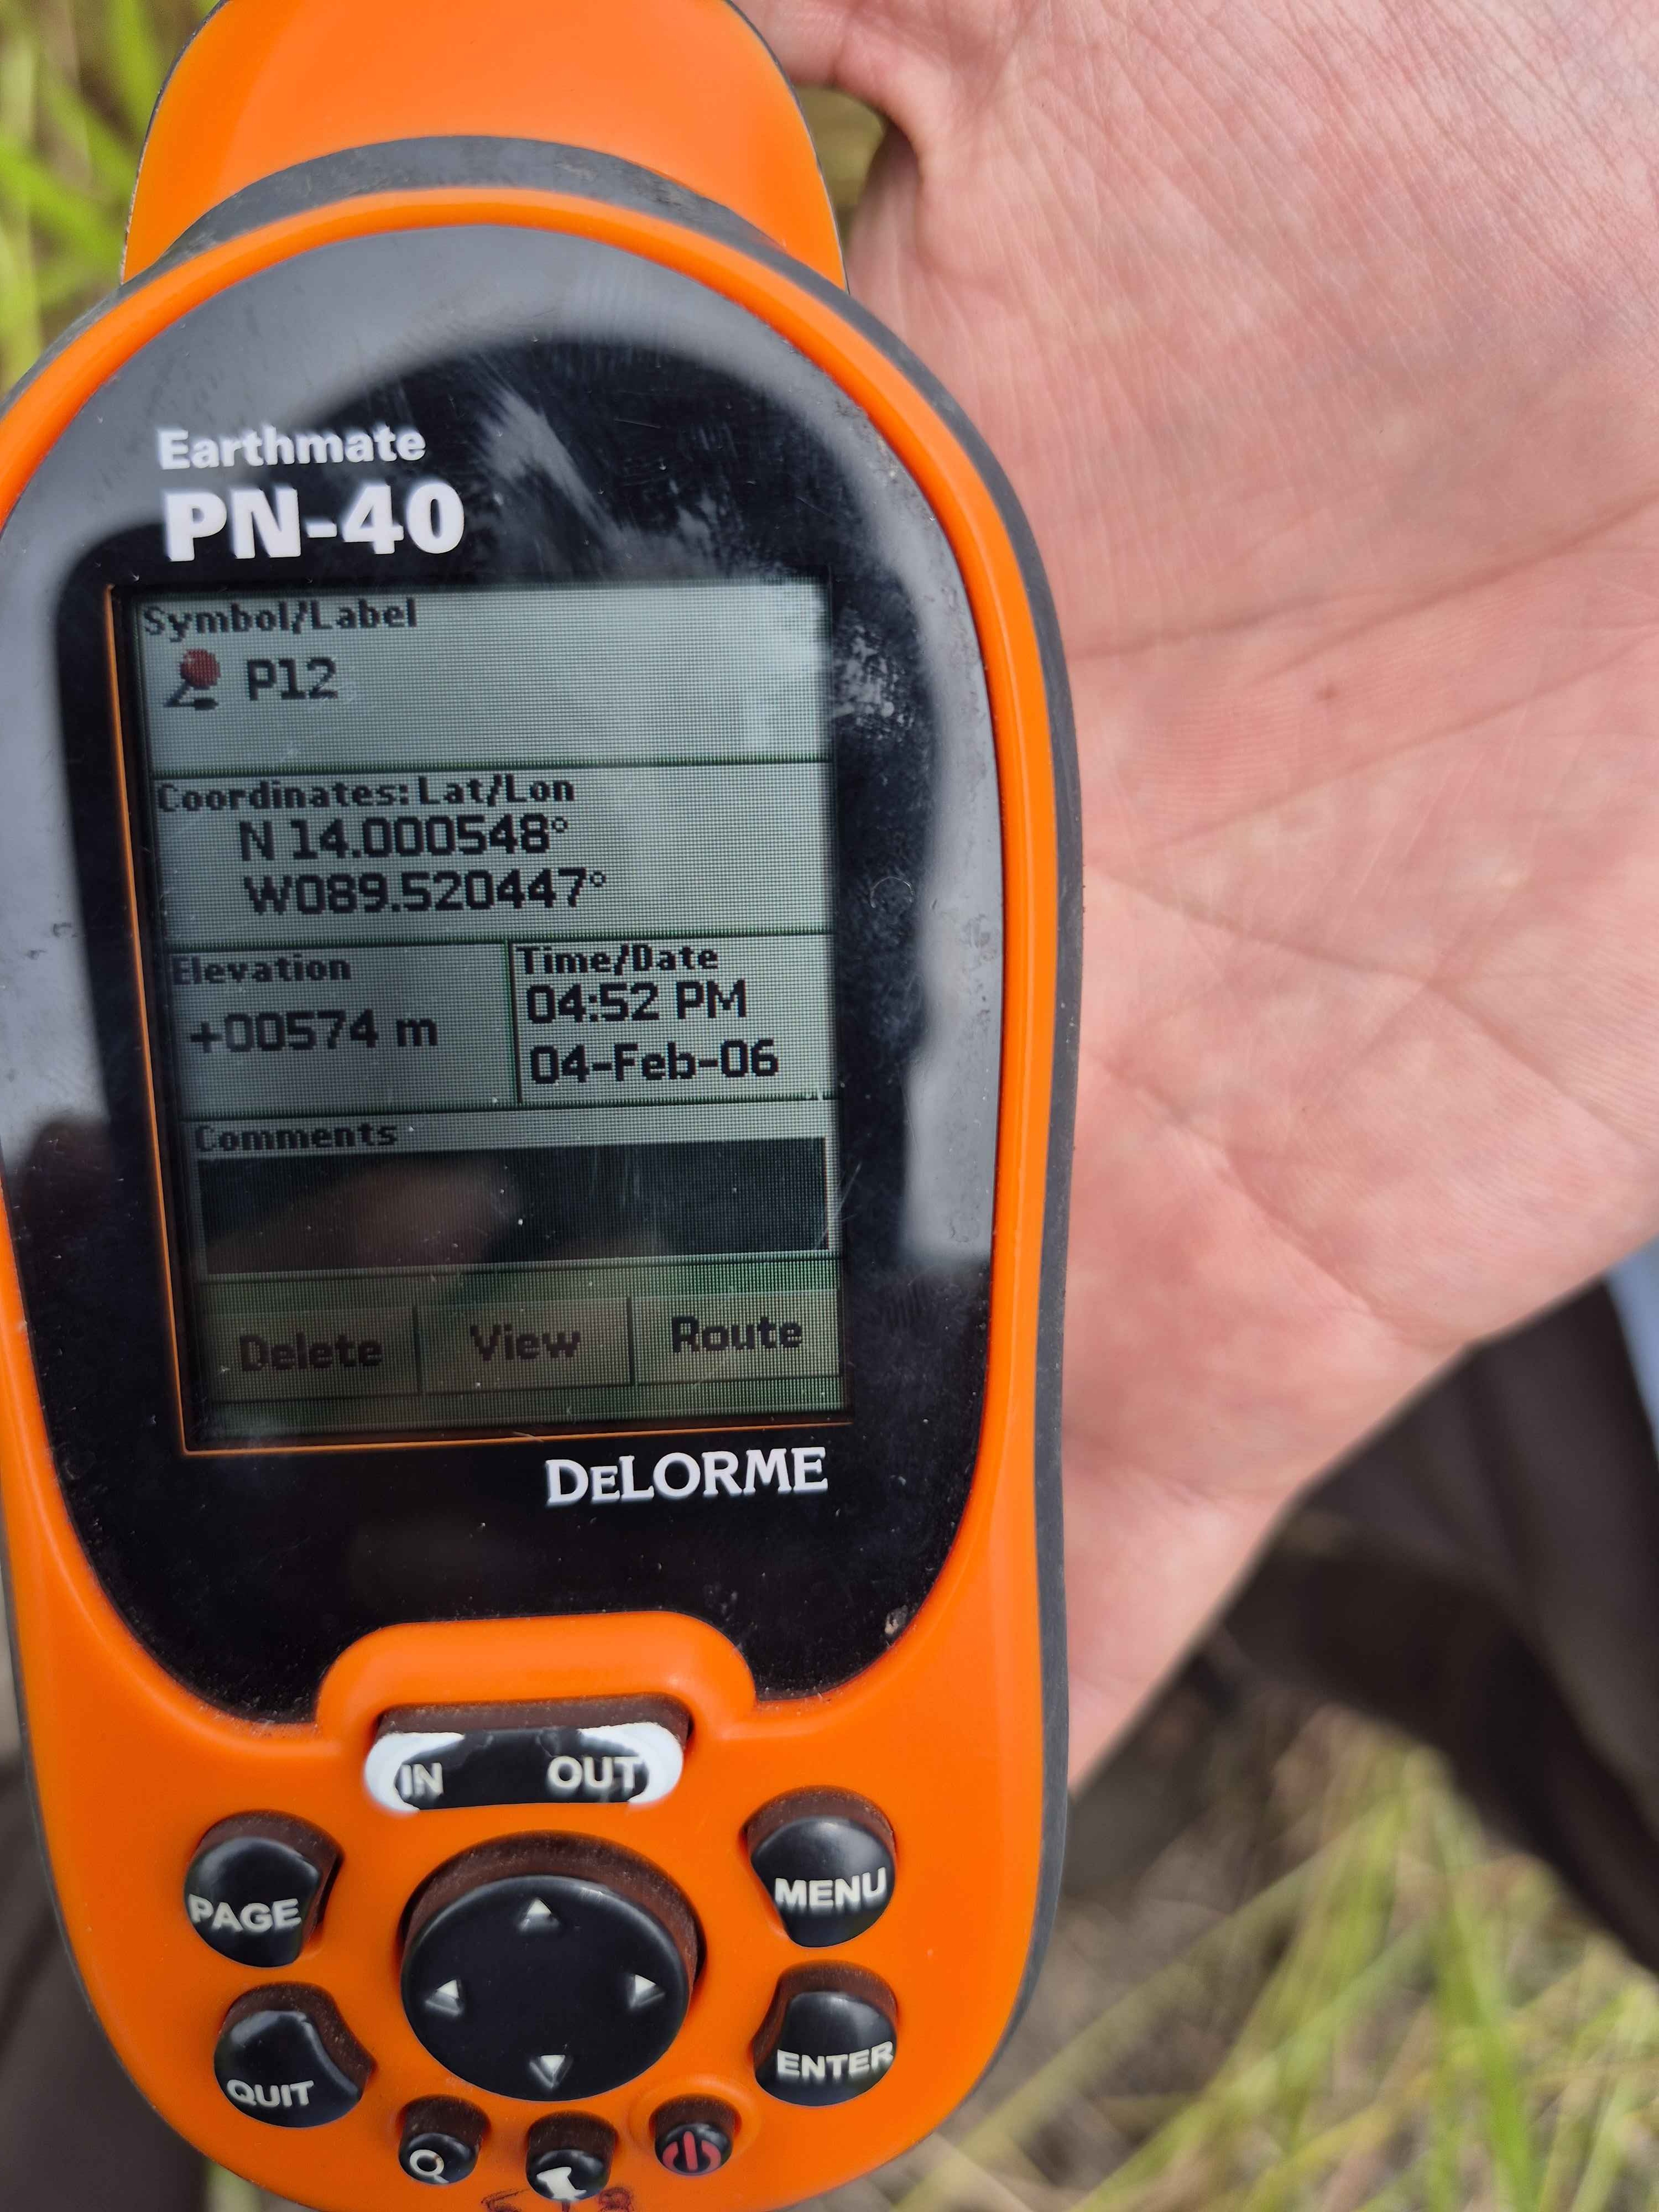 Earthmate
PN-40
Symbol/Label
P12
Coordinates: Lat/Lon
N 14.000548°
W089.520447°
Elevation
+00574 m
Time/Date
04:52 PM
04-Feb-06
Comments
Delete View Route
DELORME
IN OUT
PAGE
MENU
QUIT
ENTER